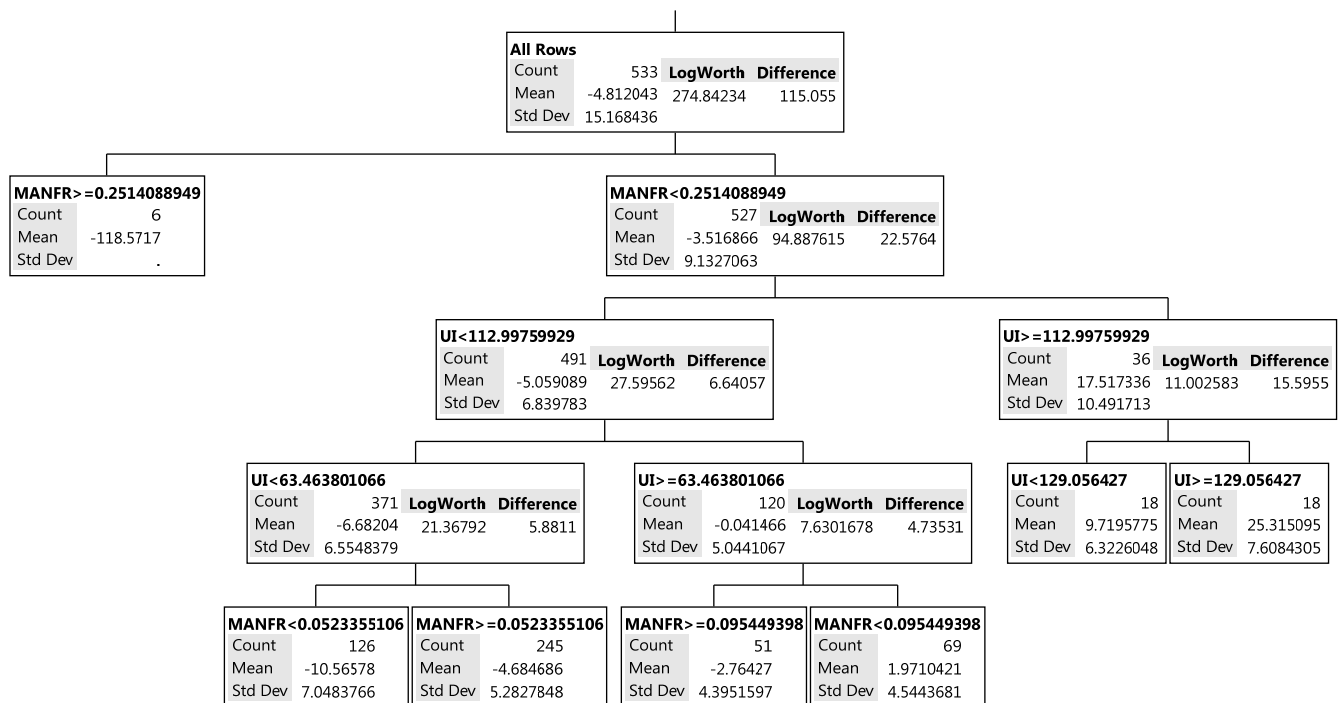 All Rows
Count 533 LogWorth Difference
Mean -4.812043 274.84234 115.055
Std Dev 15.168436
MANFR>=0.2514088949
Count 6
Mean -118.5717
Std Dev .
MANFR<0.2514088949
Count 527 LogWorth Difference
Mean -3.516866 94.887615 22.5764
Std Dev 9.1327063
UI<112.99759929
Count 491 LogWorth Difference
Mean -5.059089 27.59562 6.64057
Std Dev 6.839783
UI>=112.99759929
Count 36 LogWorth Difference
Mean 17.517336 11.002583 15.5955
Std Dev 10.491713
UI<63.463801066
Count 371 LogWorth Difference
Mean -6.68204 21.36792 5.8811
Std Dev 6.5548379
UI>=63.463801066
Count 120 LogWorth Difference
Mean -0.041466 7.6301678 4.73531
Std Dev 5.0441067
UI<129.056427
Count 18
Mean 9.7195775
Std Dev 6.3226048
UI>=129.056427
Count 18
Mean 25.315095
Std Dev 7.6084305
MANFR<0.0523355106
Count 126
Mean -10.56578
Std Dev 7.0483766
MANFR>=0.0523355106
Count 245
Mean -4.684686
Std Dev 5.2827848
MANFR>=0.095449398
Count 51
Mean -2.76427
Std Dev 4.3951597
MANFR<0.095449398
Count 69
Mean 1.9710421
Std Dev 4.5443681